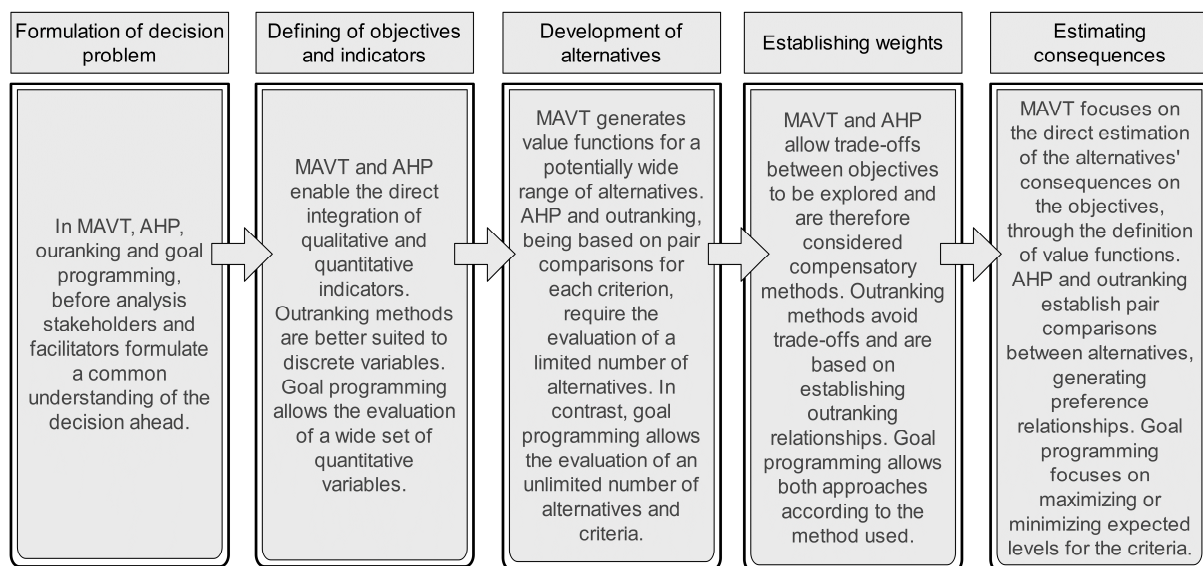 Formulation of decision
problem
In MAVT, AHP,
ouranking and goal
programming,
before analysis
stakeholders and
facilitators formulate
a common
understanding of the
decision ahead.
Defining of objectives
and indicators
MAVT and AHP
enable the direct
integration of
qualitative and
quantitative
indicators.
Outranking methods
are better suited to
discrete variables.
Goal programming
allows the evaluation
of a wide set of
quantitative
variables.
Development of
alternatives
MAVT generates
value functions for a
potentially wide
range of alternatives.
AHP and outranking,
being based on pair
comparisons for
each criterion,
require the
evaluation of a
limited number of
alternatives. In
contrast, goal
programming allows
the evaluation of an
unlimited number of
alternatives and
criteria.
Establishing weights
MAVT and AHP
allow trade-offs
between objectives
to be explored and
are therefore
considered
compensatory
methods. Outranking
methods avoid
trade-offs and are
based on
establishing
outranking
relationships. Goal
programming allows
both approaches
according to the
method used.
Estimating
consequences
MAVT focuses on
the direct estimation
of the alternatives'
consequences on
the objectives,
through the definition
of value functions.
AHP and outranking
establish pair
comparisons
between alternatives,
generating
preference
relationships. Goal
programming
focuses on
maximizing or
minimizing expected
levels for the criteria.